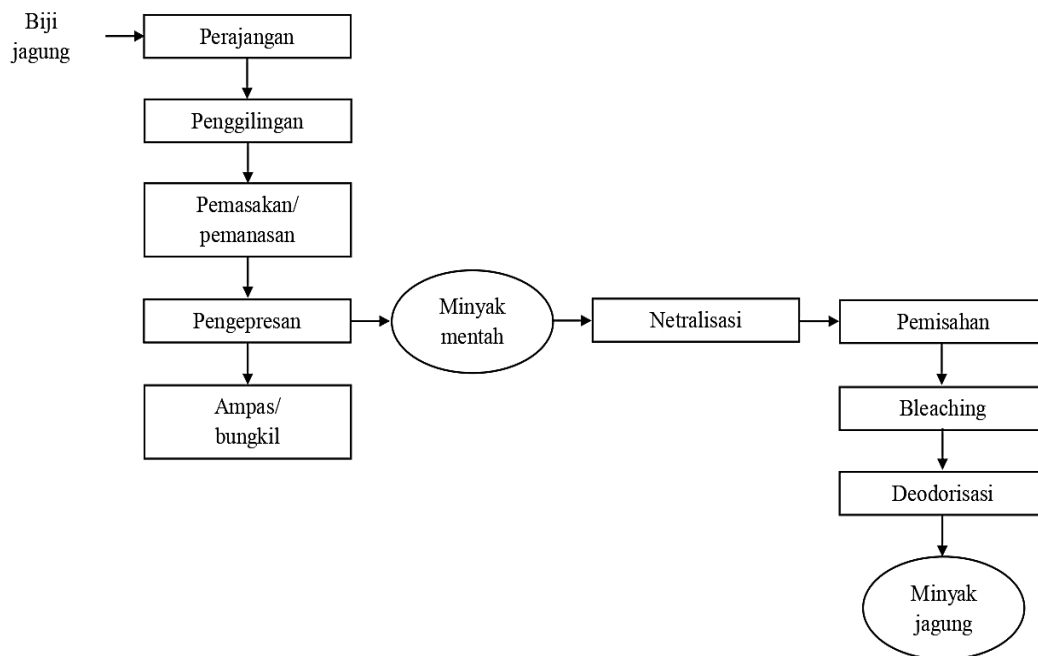 Biji
jagung
Perajangan
Penggilingan
Pemasakan/
pemanasan
Pengepresan
Ampas/
bungkil
Minyak
mentah
Netralisasi
Pemisahan
Bleaching
Deodorisasi
Minyak
jagung